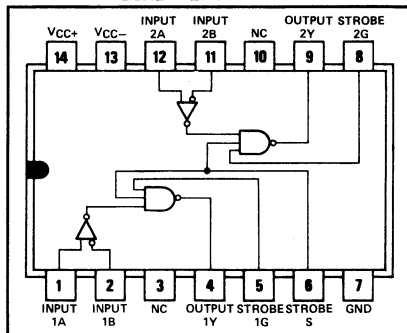 INPUT INPUT OUTPUT STROBE
VCC+ VCC− 2A 2B NC 2Y 2G
14 13 12 11 10 9 8
1 2 3 4 5 6 7
INPUT INPUT NC OUTPUT STROBE STROBE GND
1A 1B 1Y 1G S